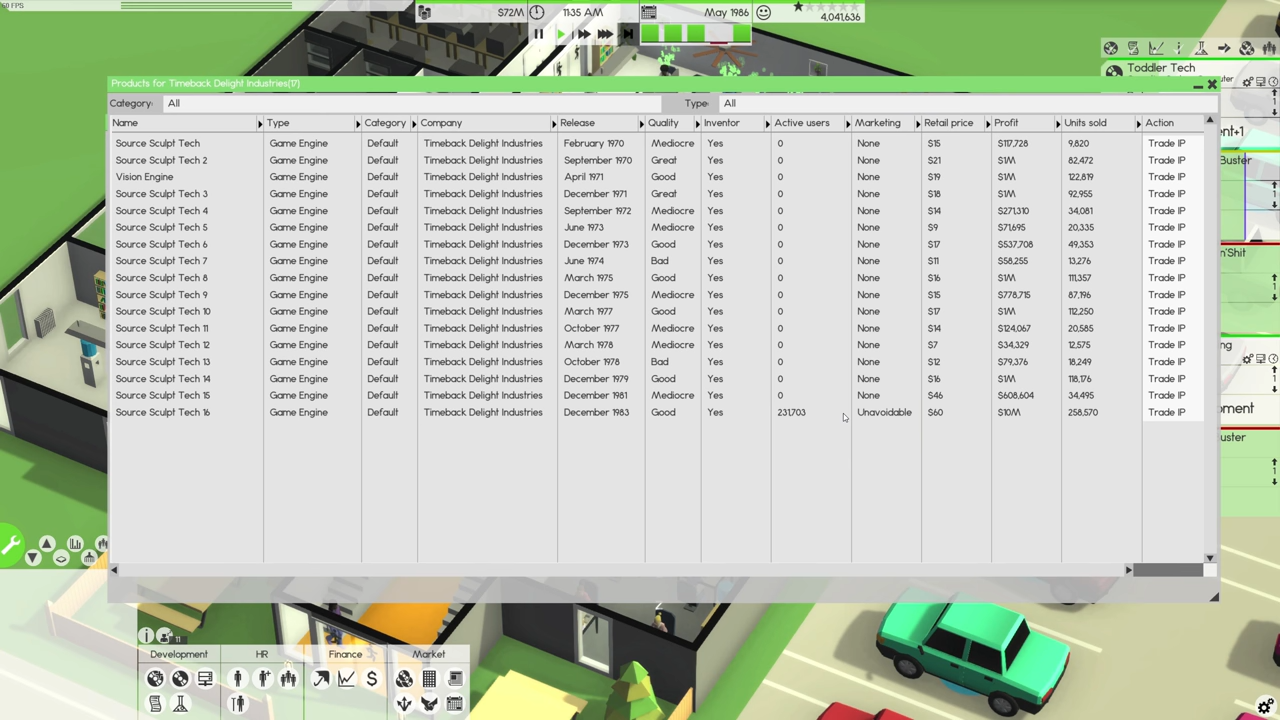 60 FPS
$72M 11:35 AM May 1986 4,041,636
Toddler Tech
Products for Timeback Delight Industries(17)
Category: All Type: All
Name Type Category Company Release Quality Inventor Active users Marketing Retail price Profit Units sold Action
Source Sculpt Tech Game Engine Default Timeback Delight Industries February 1970 Mediocre Yes 0 None $15 $117,728 9,820 Trade IP
Source Sculpt Tech 2 Game Engine Default Timeback Delight Industries September 1970 Great Yes 0 None $21 $1M 82,472 Trade IP
Vision Engine Game Engine Default Timeback Delight Industries April 1971 Good Yes 0 None $19 $1M 122,819 Trade IP
Source Sculpt Tech 3 Game Engine Default Timeback Delight Industries December 1971 Great Yes 0 None $18 $1M 92,955 Trade IP
Source Sculpt Tech 4 Game Engine Default Timeback Delight Industries September 1972 Mediocre Yes 0 None $14 $271,310 34,081 Trade IP
Source Sculpt Tech 5 Game Engine Default Timeback Delight Industries June 1973 Mediocre Yes 0 None $9 $71,695 20,335 Trade IP
Source Sculpt Tech 6 Game Engine Default Timeback Delight Industries December 1973 Good Yes 0 None $17 $537,708 49,353 Trade IP
Source Sculpt Tech 7 Game Engine Default Timeback Delight Industries June 1974 Bad Yes 0 None $11 $58,255 13,276 Trade IP
Source Sculpt Tech 8 Game Engine Default Timeback Delight Industries March 1975 Good Yes 0 None $16 $1M 111,357 Trade IP
Source Sculpt Tech 9 Game Engine Default Timeback Delight Industries December 1975 Mediocre Yes 0 None $15 $778,715 87,196 Trade IP
Source Sculpt Tech 10 Game Engine Default Timeback Delight Industries March 1977 Good Yes 0 None $17 $1M 112,250 Trade IP
Source Sculpt Tech 11 Game Engine Default Timeback Delight Industries October 1977 Mediocre Yes 0 None $14 $124,067 20,585 Trade IP
Source Sculpt Tech 12 Game Engine Default Timeback Delight Industries March 1978 Mediocre Yes 0 None $7 $34,329 12,575 Trade IP
Source Sculpt Tech 13 Game Engine Default Timeback Delight Industries October 1978 Bad Yes 0 None $12 $79,376 18,249 Trade IP
Source Sculpt Tech 14 Game Engine Default Timeback Delight Industries December 1979 Good Yes 0 None $16 $1M 118,176 Trade IP
Source Sculpt Tech 15 Game Engine Default Timeback Delight Industries December 1981 Mediocre Yes 0 None $46 $608,604 34,495 Trade IP
Source Sculpt Tech 16 Game Engine Default Timeback Delight Industries December 1983 Good Yes 231,703 Unavoidable $60 $10M 258,570 Trade IP
ent+1
Buster
n'Shit
ng
pment
uster
Z
Development HR Finance Market